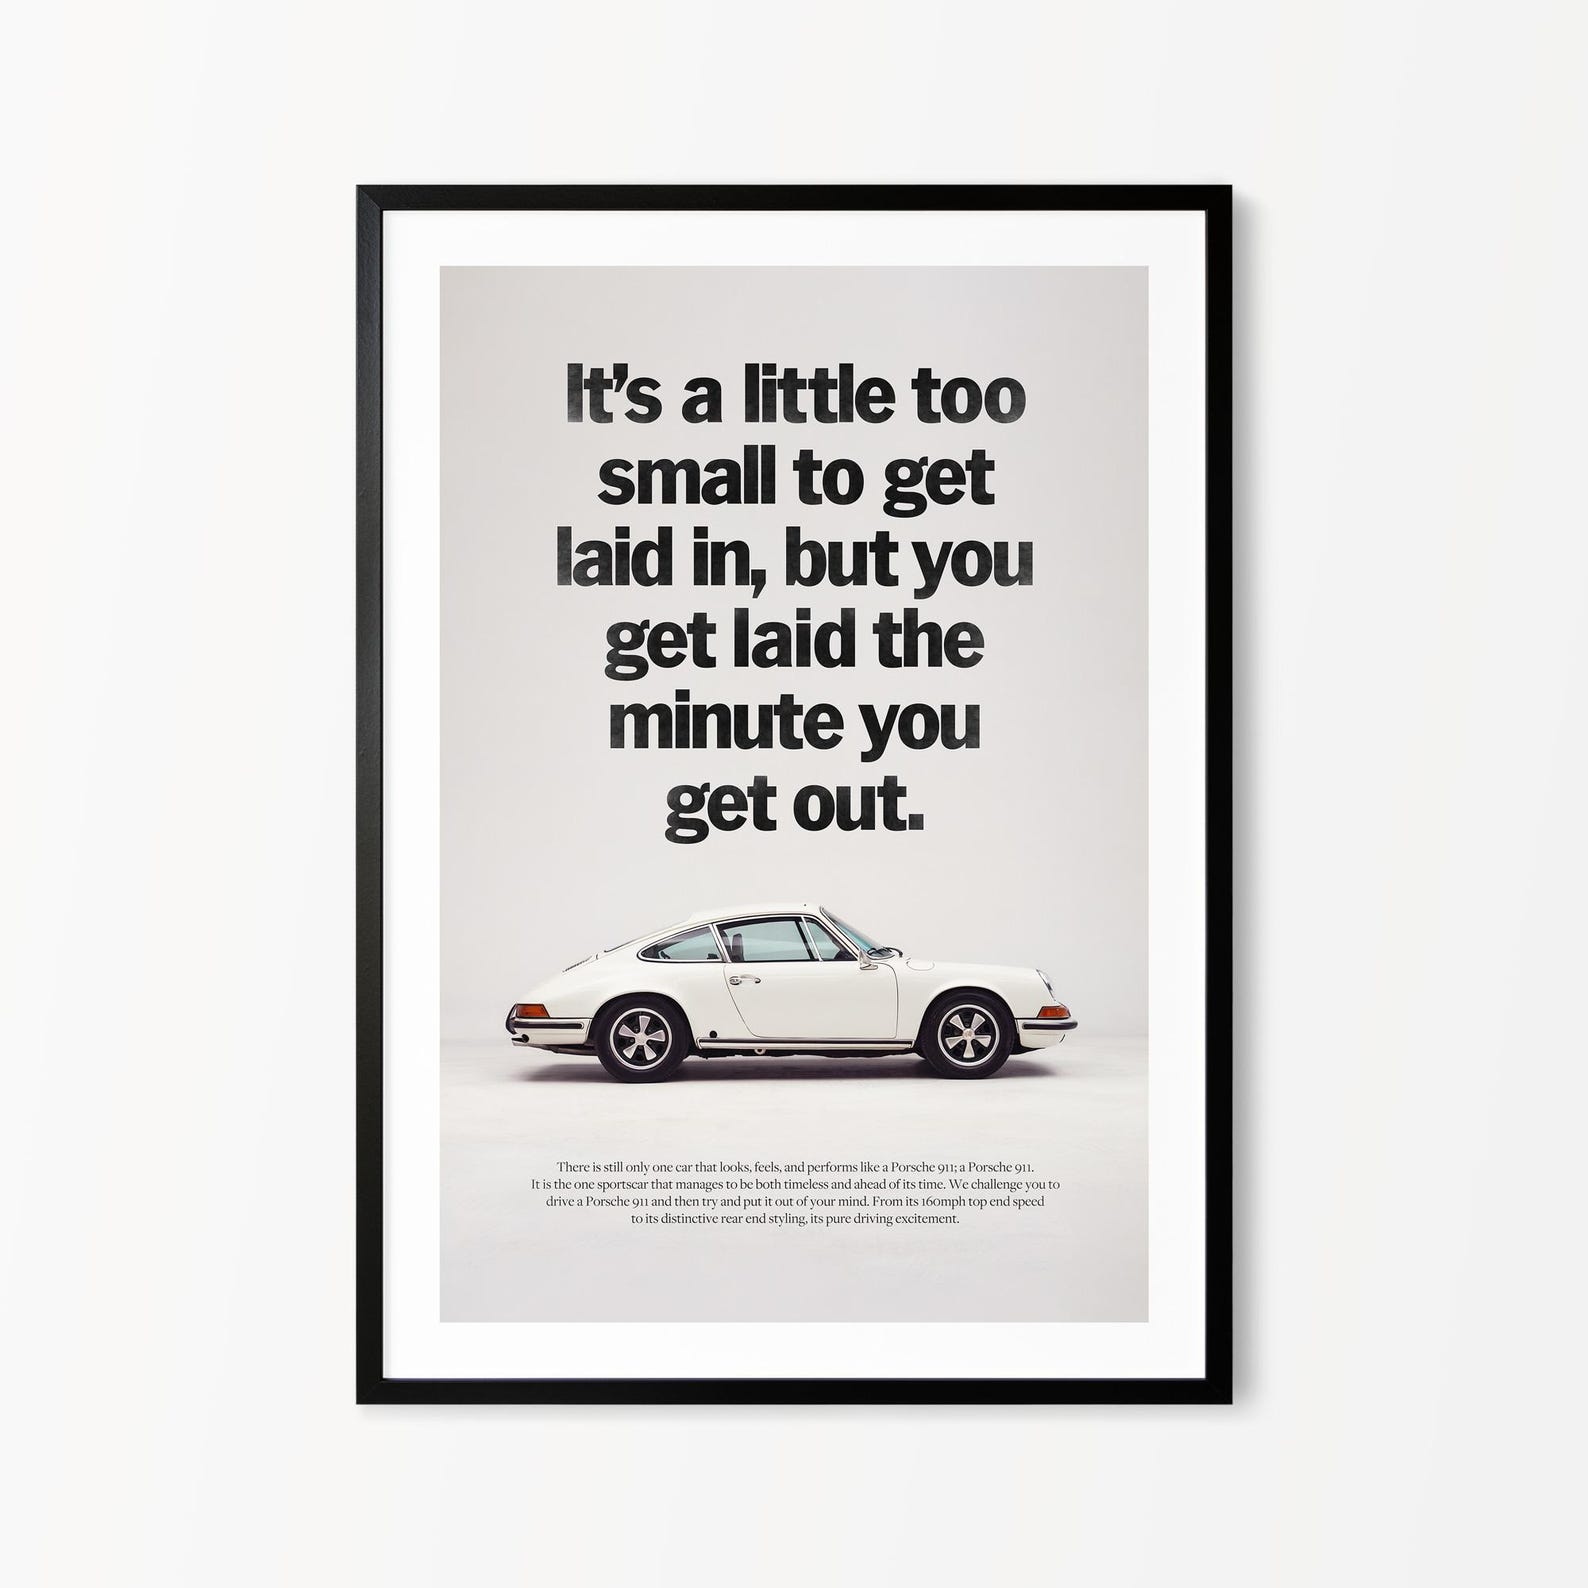 It's a little too
small to get
laid in, but you
get laid the
minute you
get out.
There is still only one car that looks, feels, and performs like a Porsche 911; a Porsche 911.
It is the one sportscar that manages to be both timeless and ahead of its time. We challenge you to
drive a Porsche 911 and then try and put it out of your mind. From its 160mph top end speed
to its distinctive rear end styling, its pure driving excitement.